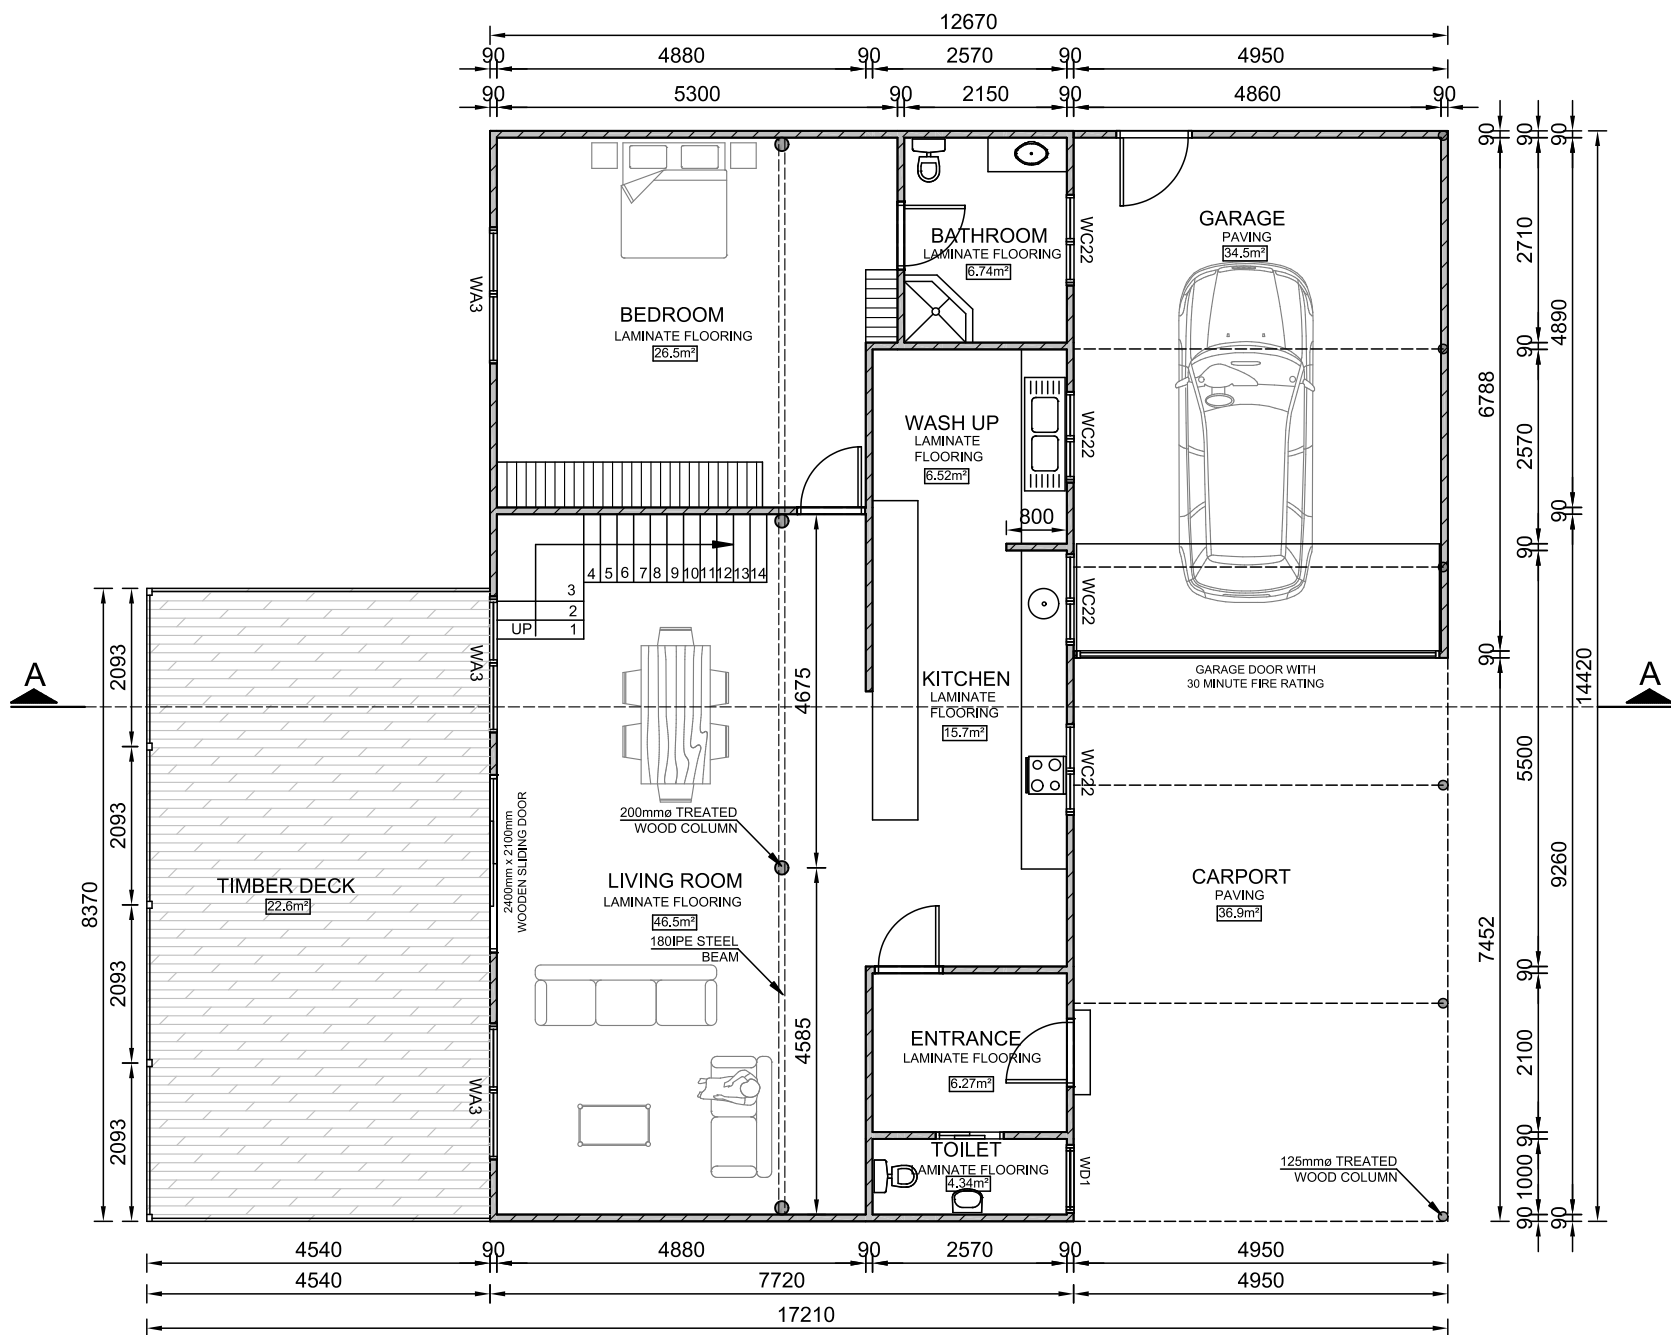 12670
90 4880 90 2570 90 4950
90 5300 90 2150 90 4860 90
BEDROOM
LAMINATE FLOORING
26.5m²
BATHROOM
LAMINATE FLOORING
6.74m²
GARAGE
PAVING
34.5m²
WA3
WC22
WASH UP
LAMINATE
FLOORING
6.52m²
WC22
800
4 5 6 7 8 9 10 11 12 13 14
3
2
UP 1
WA3
WC22
KITCHEN
LAMINATE
FLOORING
15.7m²
WC22
GARAGE DOOR WITH
30 MINUTE FIRE RATING
A
A
4675
4585
200mmø TREATED
WOOD COLUMN
2400mm x 2100mm
WOODEN SLIDING DOOR
TIMBER DECK
22.6m²
LIVING ROOM
LAMINATE FLOORING
46.5m²
180IPE STEEL
BEAM
CARPORT
PAVING
36.9m²
ENTRANCE
LAMINATE FLOORING
6.27m²
WA3
TOILET
LAMINATE FLOORING
4.34m²
WD1
125mmø TREATED
WOOD COLUMN
8370
2093
2093
2093
2093
90
6788
90
7452
90
2710
90
2570
90
5500
90
2100
90
1000
90
90
4890
90
9260
90
14420
4540 90 4880 90 2570 90 4950
4540 7720 4950
17210